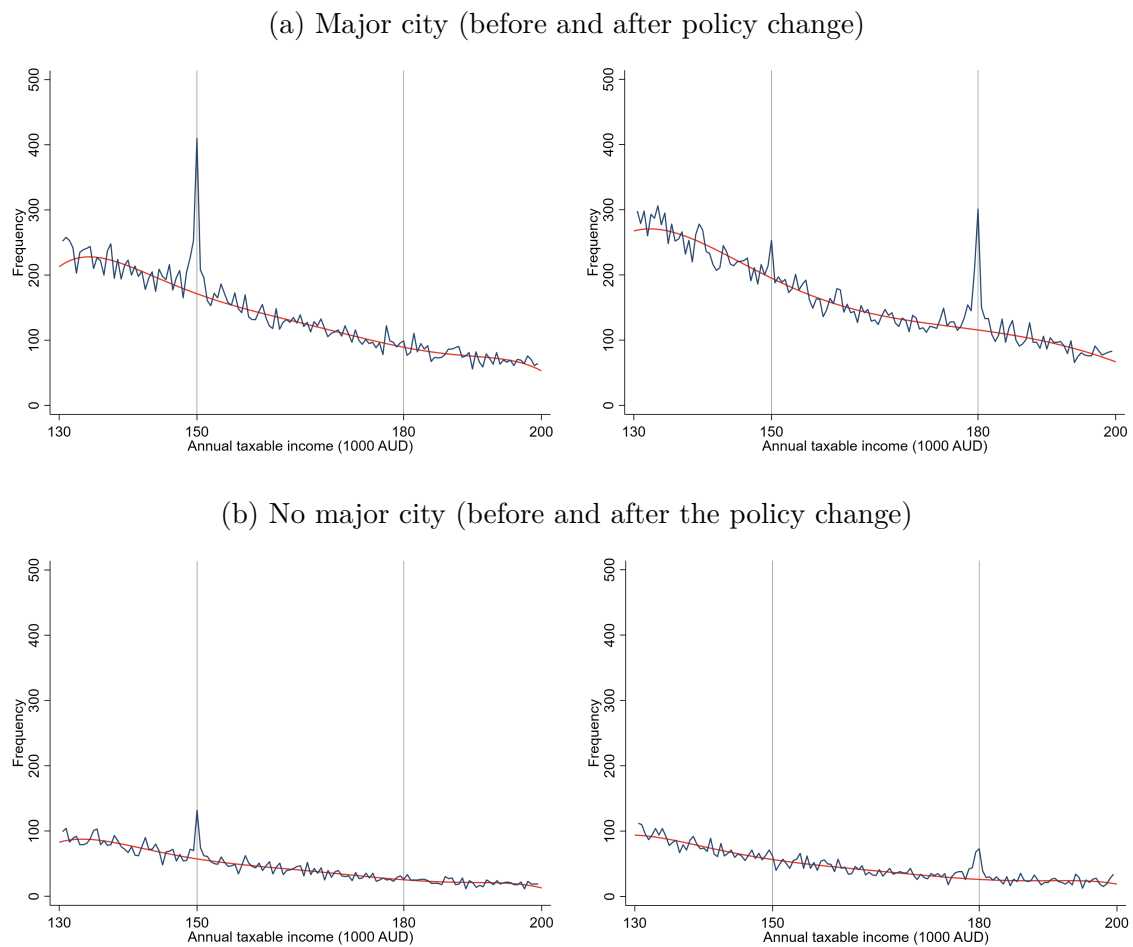 (a) Major city (before and after policy change)
Frequency
0 100 200 300 400 500
130 150 180 200
Annual taxable income (1000 AUD)
Frequency
0 100 200 300 400 500
130 150 180 200
Annual taxable income (1000 AUD)
(b) No major city (before and after the policy change)
Frequency
0 100 200 300 400 500
130 150 180 200
Annual taxable income (1000 AUD)
Frequency
0 100 200 300 400 500
130 150 180 200
Annual taxable income (1000 AUD)